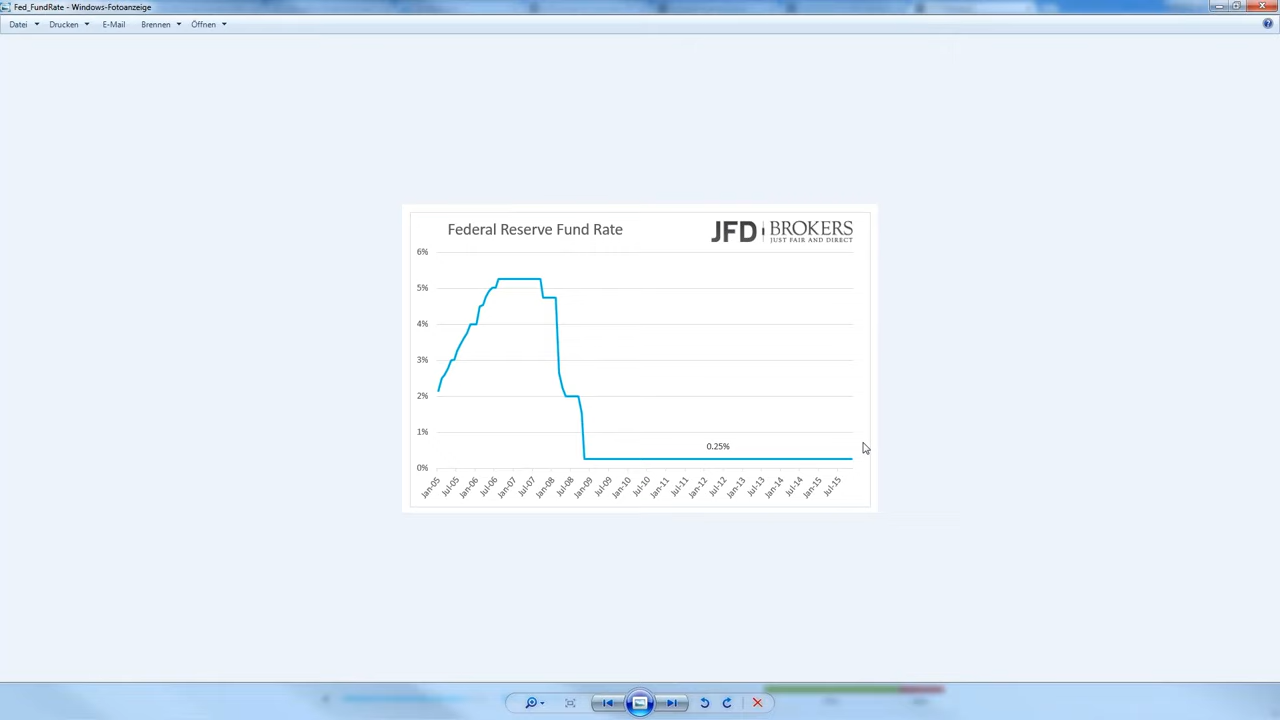 Fed_FundRate - Windows-Fotoanzeige
Datei Drucken E-Mail Brennen Öffnen
Federal Reserve Fund Rate
JFD BROKERS
JUST FAIR AND DIRECT
6%
5%
4%
3%
2%
1%
0%
0.25%
Jan-05 Jul-05 Jan-06 Jul-06 Jan-07 Jul-07 Jan-08 Jul-08 Jan-09 Jul-09 Jan-10 Jul-10 Jan-11 Jul-11 Jan-12 Jul-12 Jan-13 Jul-13 Jan-14 Jul-14 Jan-15 Jul-15